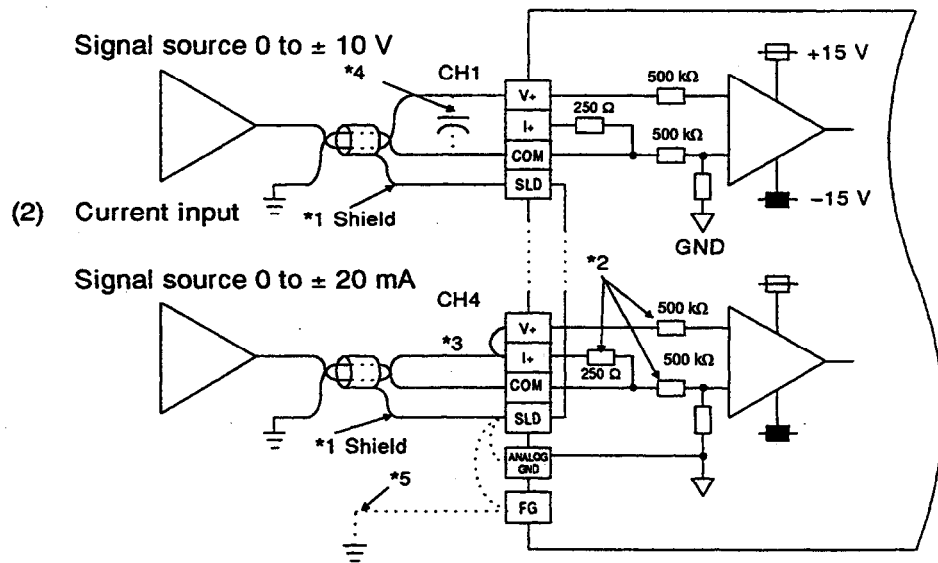 Signal source 0 to ± 10 V
*4
CH1
V+
I+
COM
SLD
250 Ω
500 kΩ
500 kΩ
+15 V
−15 V
GND
*1 Shield
(2) Current input
Signal source 0 to ± 20 mA
CH4
*2
*3
V+
I+
COM
SLD
ANALOG
GND
FG
250 Ω
500 kΩ
500 kΩ
*1 Shield
*5